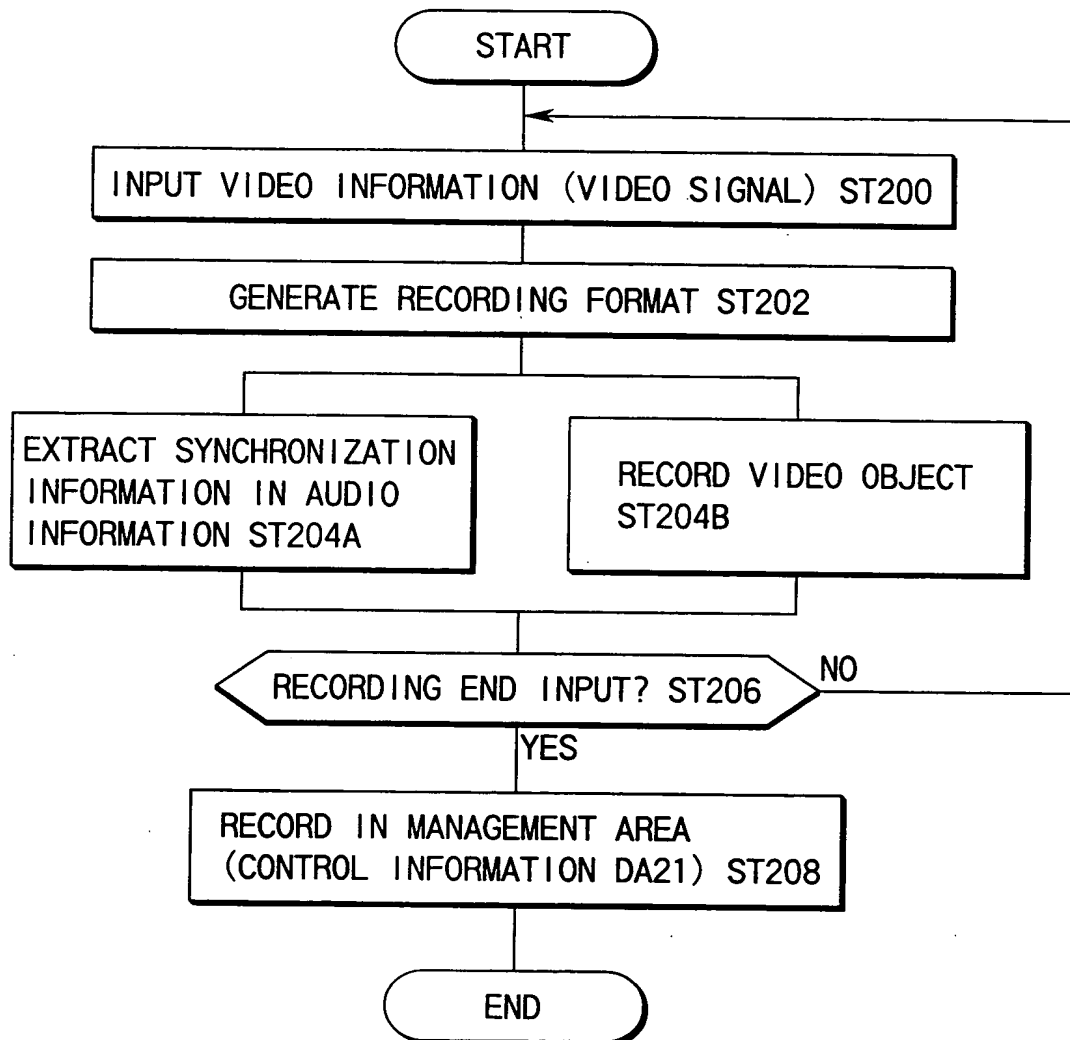 START
INPUT VIDEO INFORMATION (VIDEO SIGNAL) ST200
GENERATE RECORDING FORMAT ST202
EXTRACT SYNCHRONIZATION
INFORMATION IN AUDIO
INFORMATION ST204A
RECORD VIDEO OBJECT
ST204B
RECORDING END INPUT? ST206
NO
YES
RECORD IN MANAGEMENT AREA
(CONTROL INFORMATION DA21) ST208
END